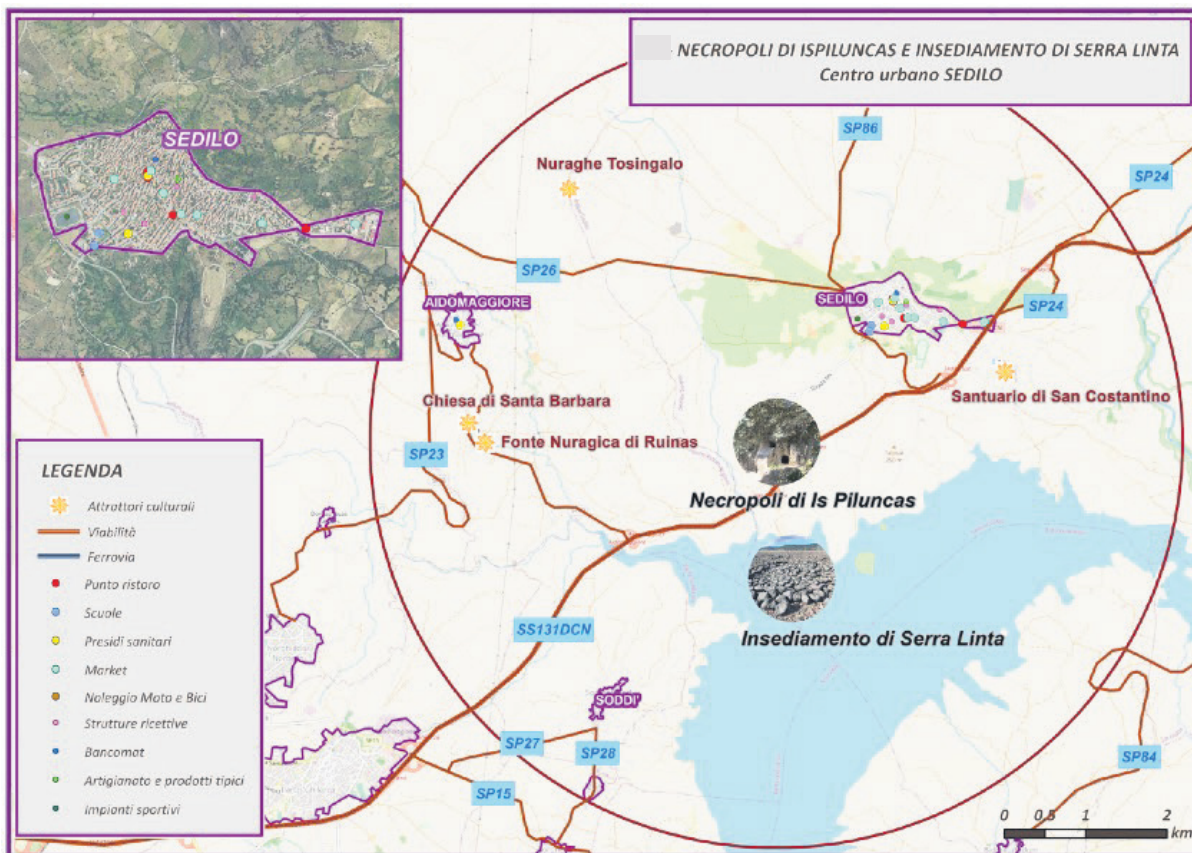 NECROPOLI DI ISPILUNCAS E INSEDIAMENTO DI SERRA LINTA
Centro urbano SEDILO
SEDILO
SP86
SP24
Nuraghe Tosingalo
SP26
AIDOMAGGIORE
SEDILO
SP24
Chiesa di Santa Barbara
Santuario di San Costantino
Fonte Nuragica di Ruinas
SP23
Necropoli di Is Piluncas
Insediamento di Serra Linta
SS131DCN
SODDI'
SP27
SP28
SP15
SP84
LEGENDA
Attrattori culturali
Viabilità
Ferrovia
Punto ristoro
Scuole
Presidi sanitari
Market
Noleggio Moto e Bici
Strutture ricettive
Bancomat
Artigianato e prodotti tipici
Impianti sportivi
0 0,5 1 2
km